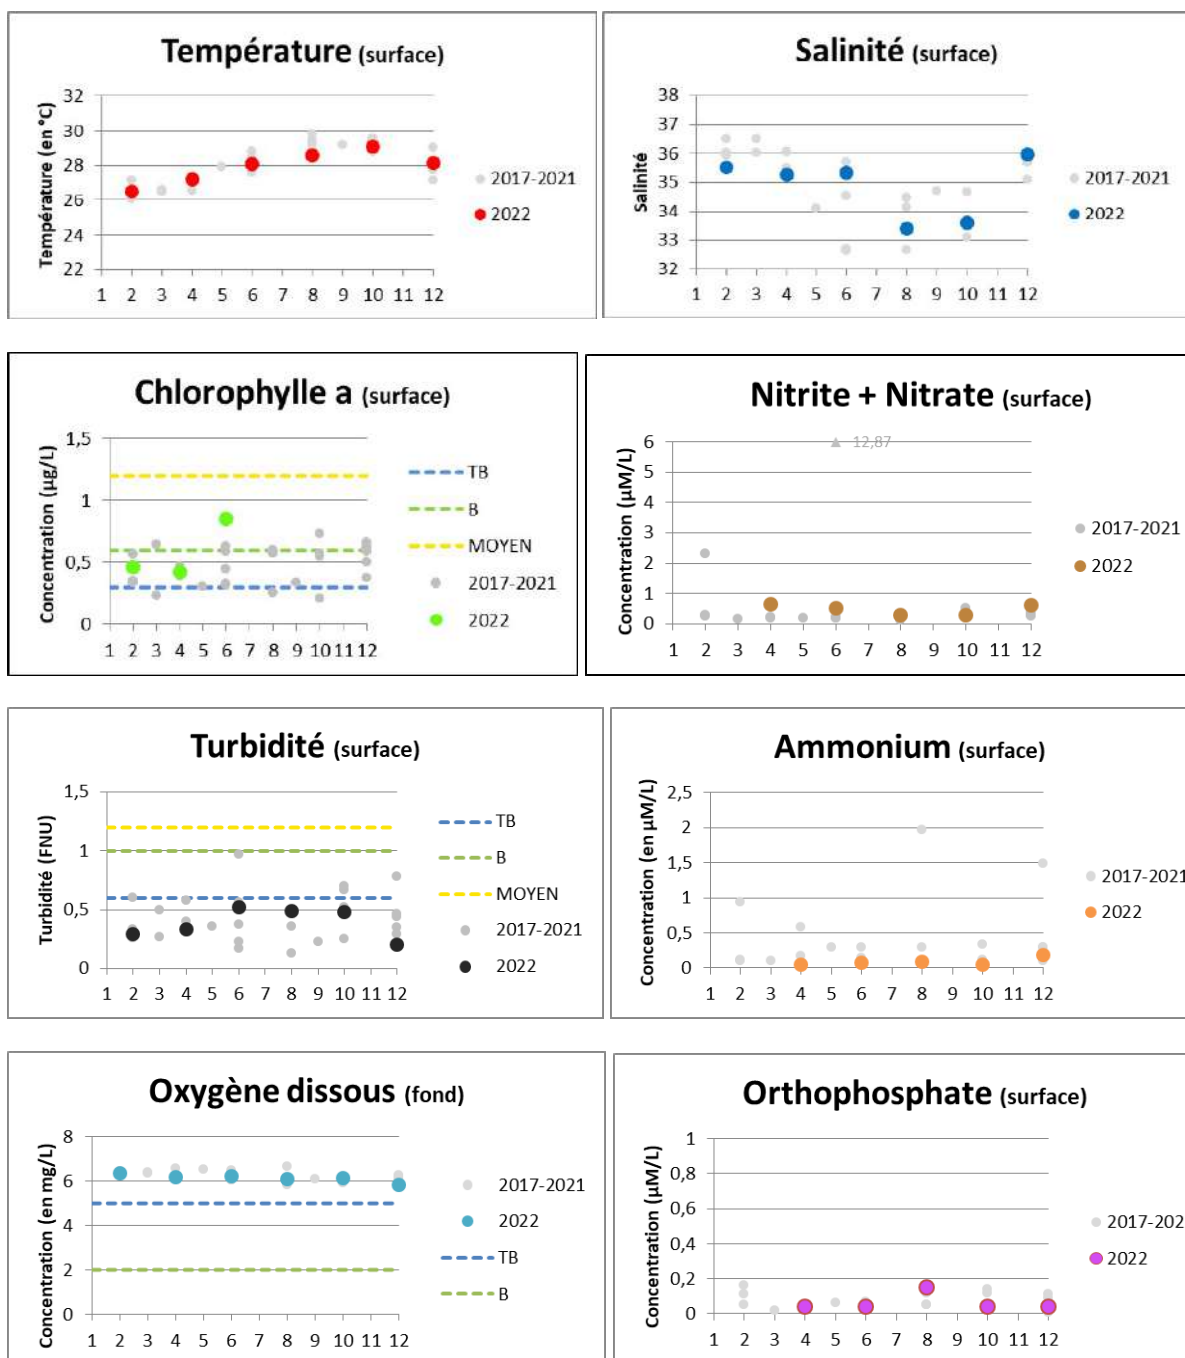 Température (surface)
Température (en °C)
32
30
28
26
24
22
1 2 3 4 5 6 7 8 9 10 11 12
2017-2021
2022
Salinité (surface)
Salinité
38
37
36
35
34
33
32
1 2 3 4 5 6 7 8 9 10 11 12
2017-2021
2022
Chlorophylle a (surface)
Concentration (µg/L)
1,5
1
0,5
0
1 2 3 4 5 6 7 8 9 10 11 12
TB
B
MOYEN
2017-2021
2022
Nitrite + Nitrate (surface)
Concentration (µM/L)
6
5
4
3
2
1
0
12,87
1 2 3 4 5 6 7 8 9 10 11 12
2017-2021
2022
Turbidité (surface)
Turbidité (FNU)
1,5
1
0,5
0
1 2 3 4 5 6 7 8 9 10 11 12
TB
B
MOYEN
2017-2021
2022
Ammonium (surface)
Concentration (en µM/L)
2,5
2
1,5
1
0,5
0
1 2 3 4 5 6 7 8 9 10 11 12
2017-2021
2022
Oxygène dissous (fond)
Concentration (en mg/L)
8
6
4
2
0
1 2 3 4 5 6 7 8 9 10 11 12
2017-2021
2022
TB
B
Orthophosphate (surface)
Concentration (µM/L)
1
0,8
0,6
0,4
0,2
0
1 2 3 4 5 6 7 8 9 10 11 12
2017-202
2022